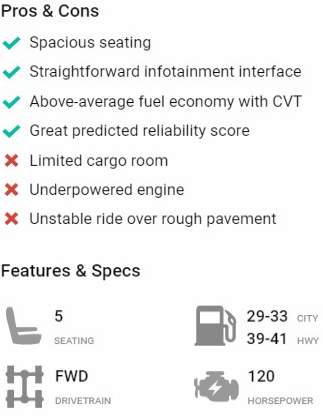 Pros & Cons
Spacious seating
Straightforward infotainment interface
Above-average fuel economy with CVT
Great predicted reliability score
Limited cargo room
Underpowered engine
Unstable ride over rough pavement
Features & Specs
5
SEATING
29-33 CITY
39-41 HWY
FWD
DRIVETRAIN
120
HORSEPOWER